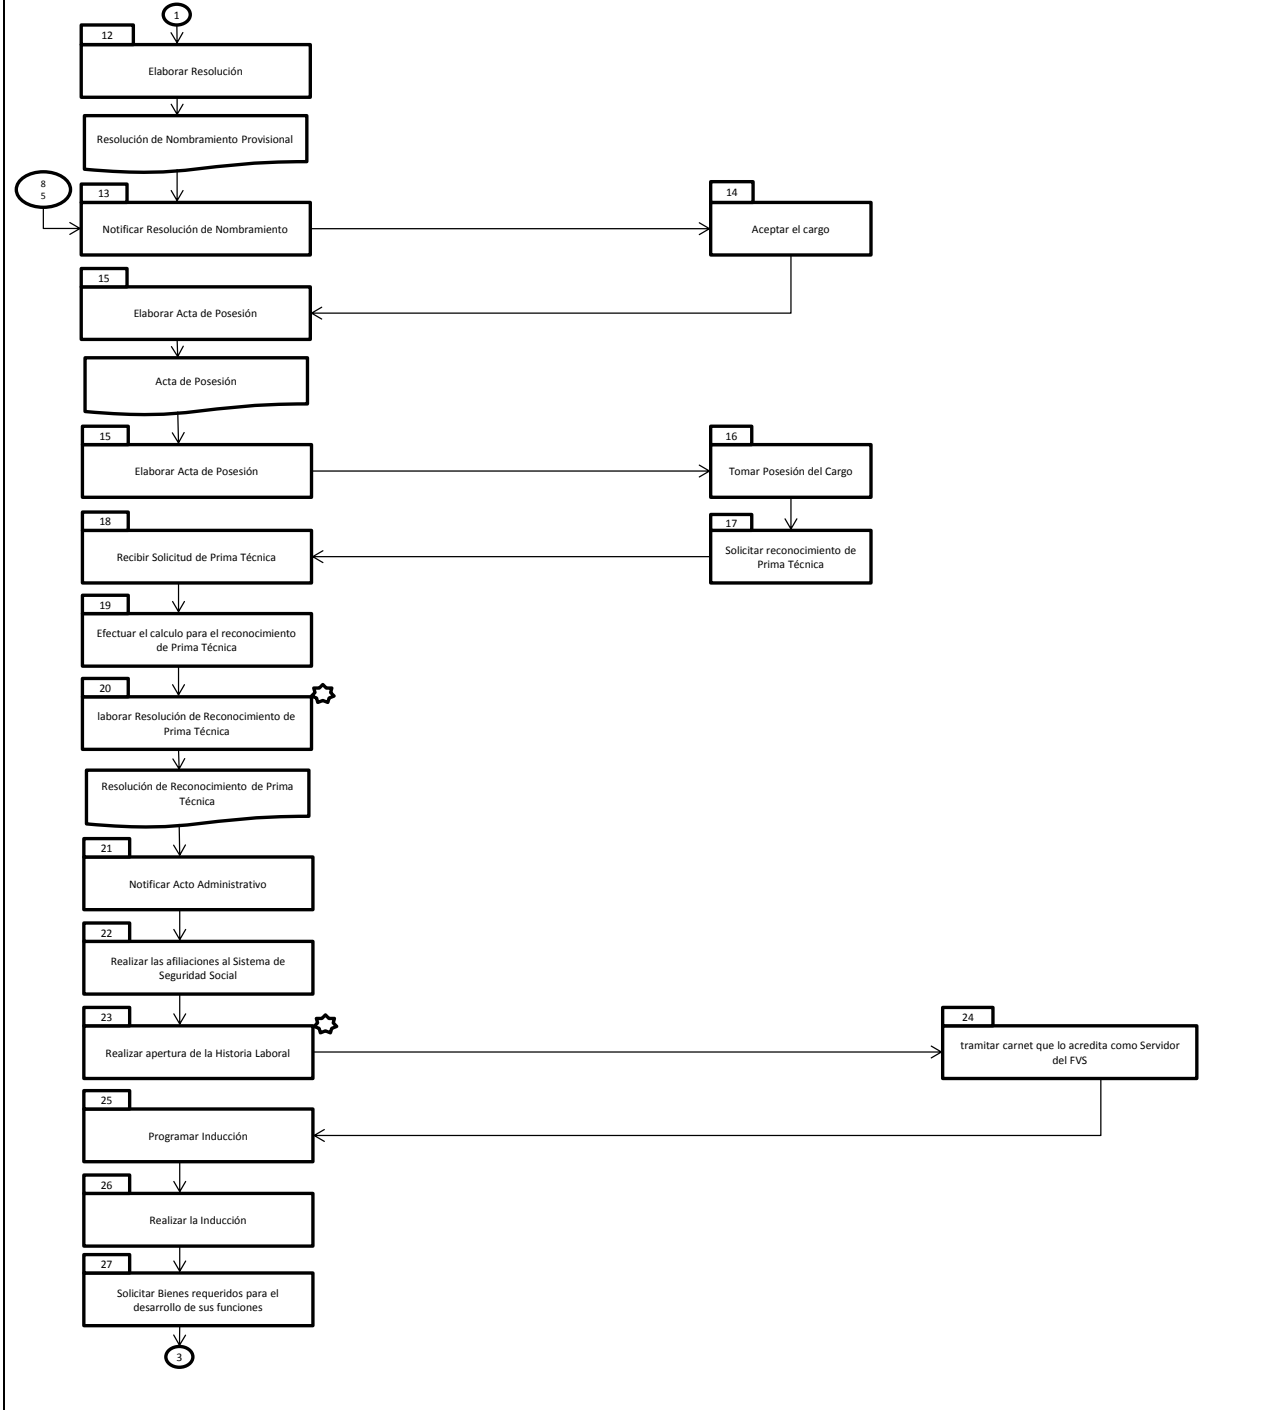 1
12
Elaborar Resolución
Resolución de Nombramiento Provisional
8
5
13
Notificar Resolución de Nombramiento
14
Aceptar el cargo
15
Elaborar Acta de Posesión
Acta de Posesión
15
Elaborar Acta de Posesión
16
Tomar Posesión del Cargo
17
Solicitar reconocimiento de
Prima Técnica
18
Recibir Solicitud de Prima Técnica
19
Efectuar el calculo para el reconocimiento
de Prima Técnica
20
laborar Resolución de Reconocimiento de
Prima Técnica
Resolución de Reconocimiento de Prima
Técnica
21
Notificar Acto Administrativo
22
Realizar las afiliaciones al Sistema de
Seguridad Social
23
Realizar apertura de la Historia Laboral
24
tramitar carnet que lo acredita como Servidor
del FVS
25
Programar Inducción
26
Realizar la Inducción
27
Solicitar Bienes requeridos para el
desarrollo de sus funciones
3